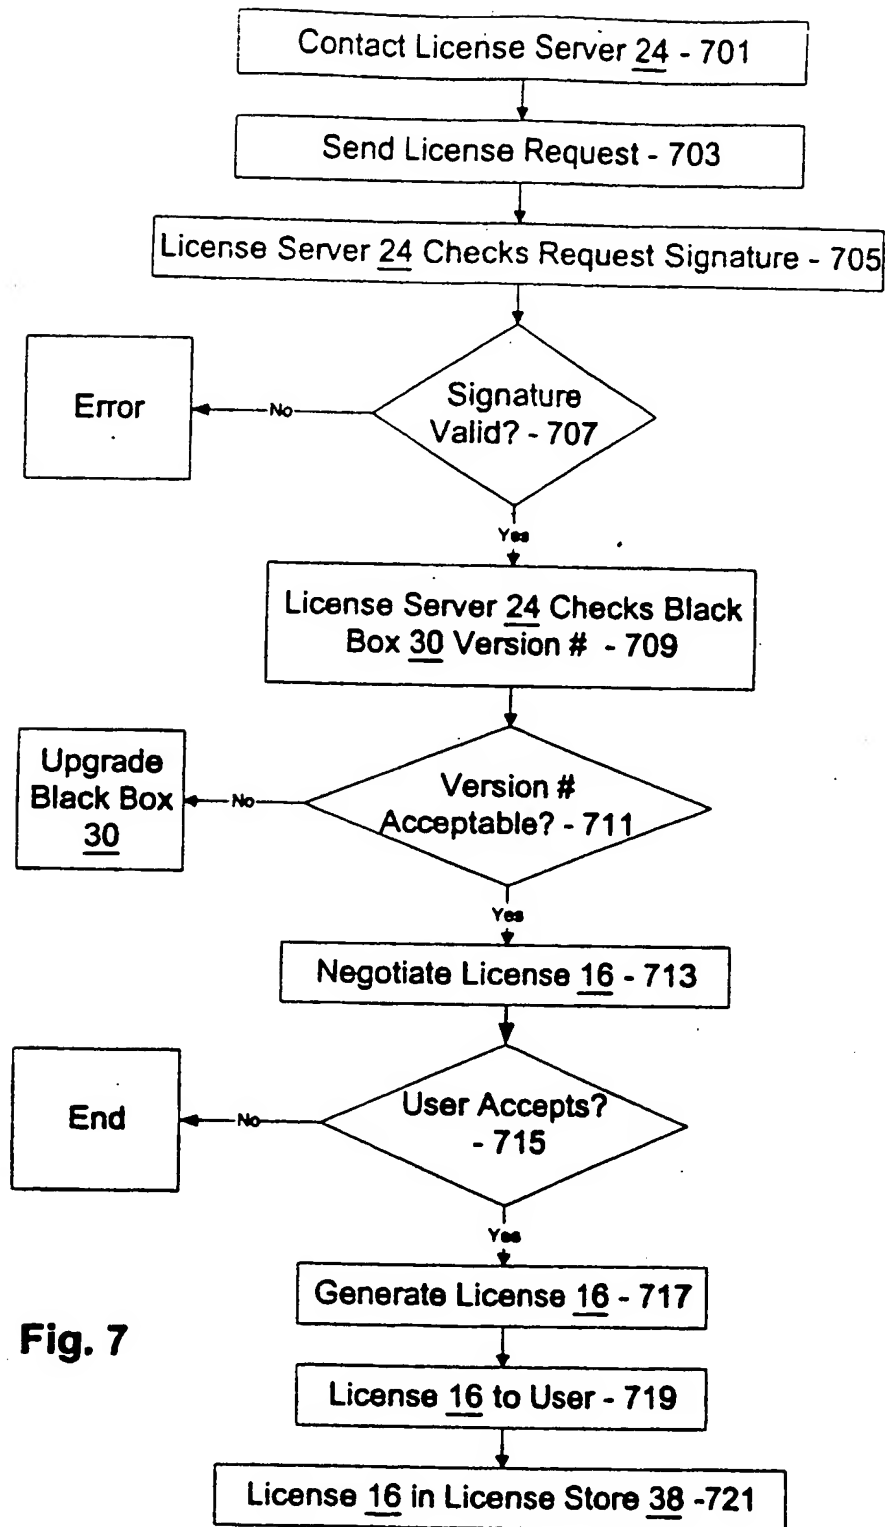 Contact License Server 24 - 701
Send License Request - 703
License Server 24 Checks Request Signature - 705
Signature
Valid? - 707
No
Error
Yes
License Server 24 Checks Black
Box 30 Version # - 709
Version #
Acceptable? - 711
No
Upgrade
Black Box
30
Yes
Negotiate License 16 - 713
User Accepts?
- 715
No
End
Yes
Generate License 16 - 717
License 16 to User - 719
License 16 in License Store 38 -721
Fig. 7